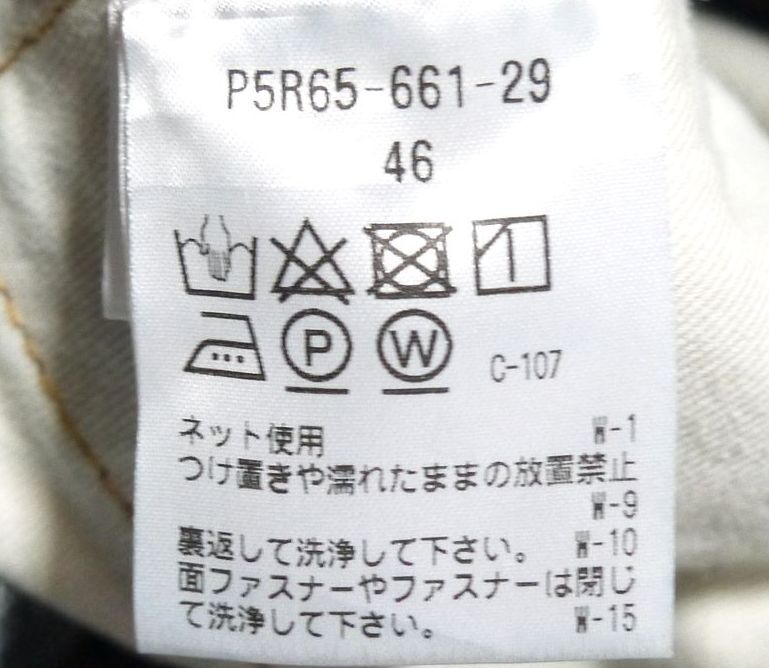 P5R65-661-29
46
P W C-107
ネット使用 W-1
つけ置きや濡れたままの放置禁止
W-9
裏返して洗浄して下さい。 W-10
面ファスナーやファスナーは閉じ
て洗浄して下さい。 W-15